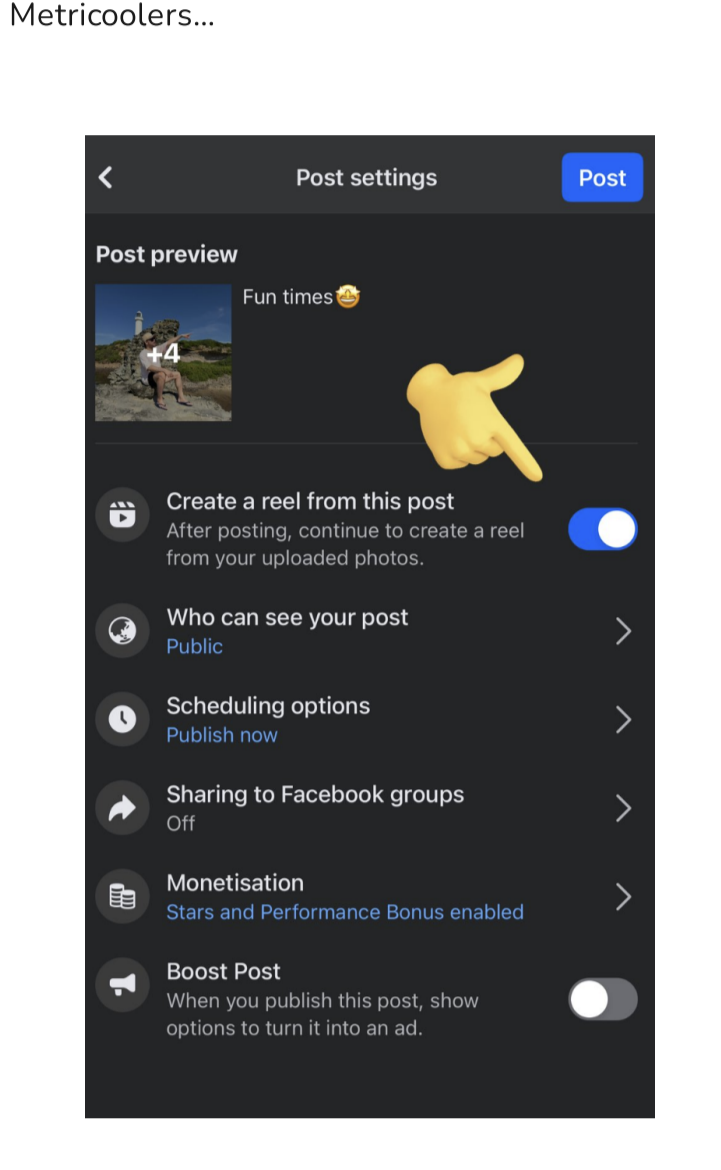 Metricoolers...
Post settings
Post
Post preview
Fun times🤩
+4
Create a reel from this post
After posting, continue to create a reel
from your uploaded photos.
Who can see your post
Public
Scheduling options
Publish now
Sharing to Facebook groups
Off
Monetisation
Stars and Performance Bonus enabled
Boost Post
When you publish this post, show
options to turn it into an ad.